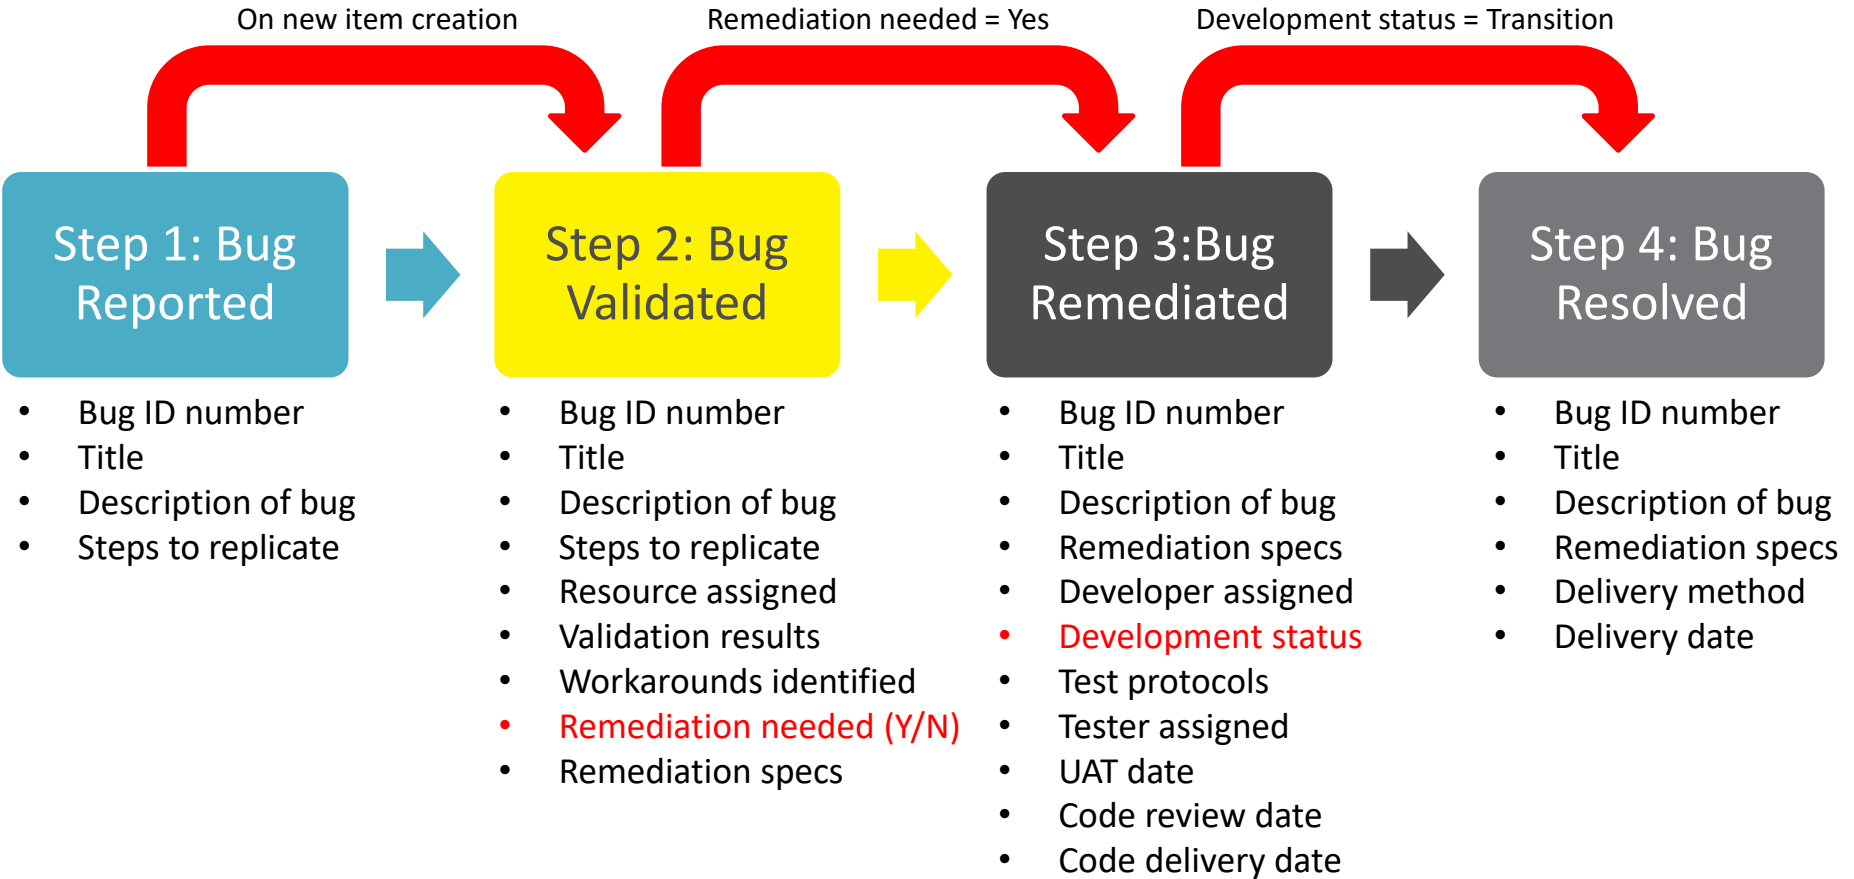 On new item creation
Remediation needed = Yes
Development status = Transition
Step 1: Bug
Reported
Step 2: Bug
Validated
Step 3:Bug
Remediated
Step 4: Bug
Resolved
• Bug ID number
• Title
• Description of bug
• Steps to replicate
• Bug ID number
• Title
• Description of bug
• Steps to replicate
• Resource assigned
• Validation results
• Workarounds identified
• Remediation needed (Y/N)
• Remediation specs
• Bug ID number
• Title
• Description of bug
• Remediation specs
• Developer assigned
• Development status
• Test protocols
• Tester assigned
• UAT date
• Code review date
• Code delivery date
• Bug ID number
• Title
• Description of bug
• Remediation specs
• Delivery method
• Delivery date